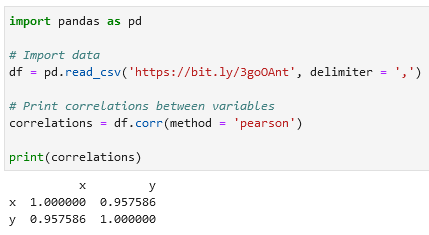 import pandas as pd
# Import data
df = pd.read_csv('https://bit.ly/3goOAnt', delimiter = ',')
# Print correlations between variables
correlations = df.corr(method = 'pearson')
print(correlations)
x y
x 1.000000 0.957586
y 0.957586 1.000000